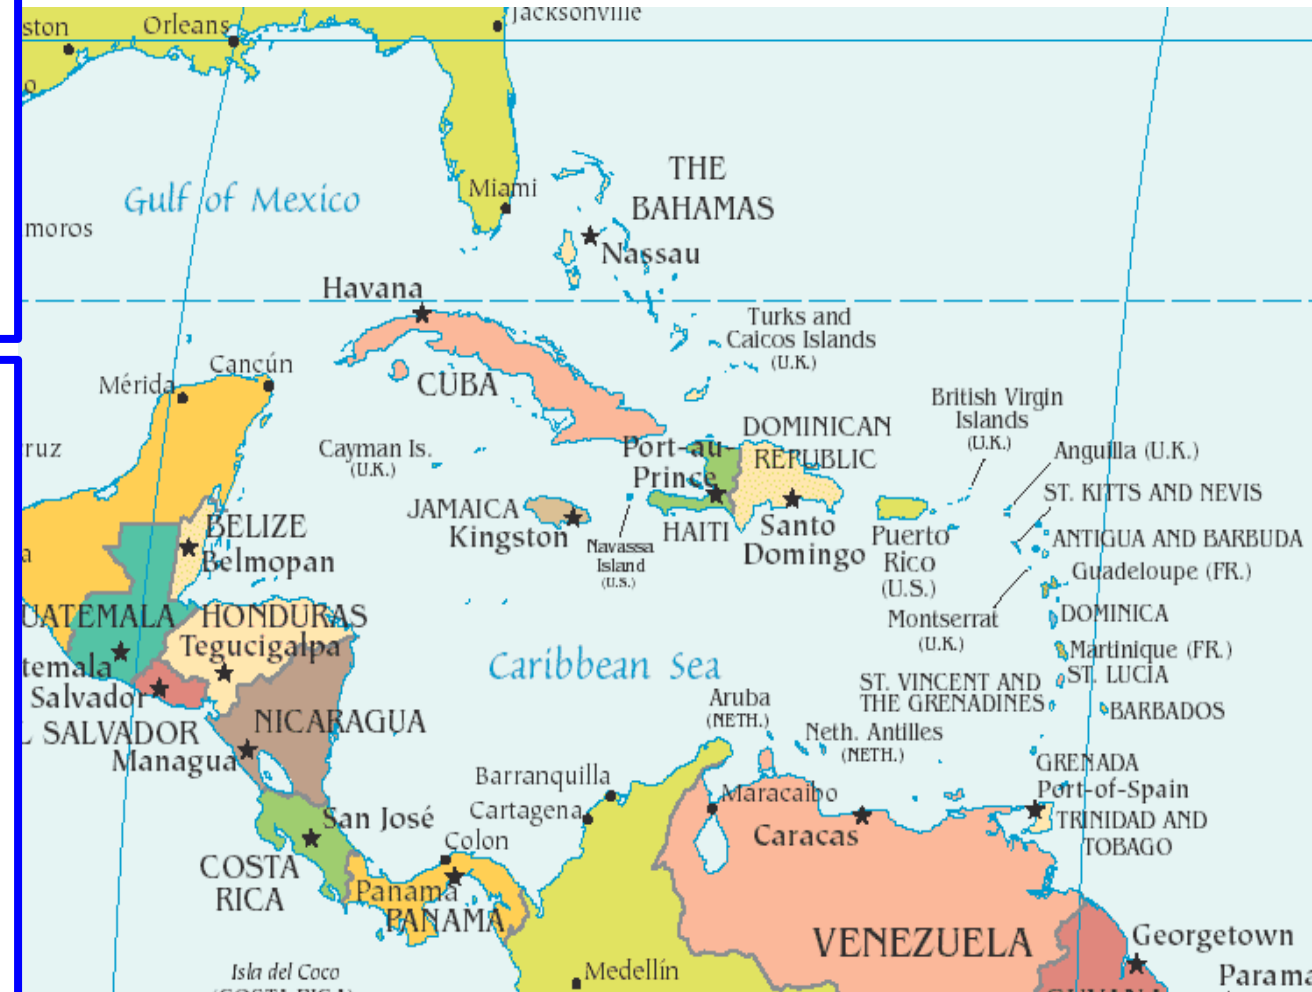 ston
Orleans
Jacksonville
Miami
THE
BAHAMAS
Gulf of Mexico
moros
Nassau
Havana
Turks and
Caicos Islands
(U.K.)
Cancún
Mérida
CUBA
British Virgin
Islands
(U.K.)
DOMINICAN
REPUBLIC
Port-au-
Prince
cruz
Cayman Is.
(U.K.)
Anguilla (U.K.)
ST. KITTS AND NEVIS
JAMAICA
Kingston
HAITI
Santo
Domingo
Puerto
Rico
(U.S.)
Navassa
Island
(U.S.)
ANTIGUA AND BARBUDA
BELIZE
Belmopan
Guadeloupe (FR.)
Montserrat
(U.K.)
DOMINICA
UATEMALA
HONDURAS
Tegucigalpa
Caribbean Sea
Martinique (FR.)
temala
ST. LUCIA
Salvador
ST. VINCENT AND
THE GRENADINES
Aruba
(NETH.)
BARBADOS
NICARAGUA
L SALVADOR
Neth. Antilles
(NETH.)
Managua
GRENADA
Barranquilla
Port-of-Spain
Maracaibo
Cartagena
San José
Caracas
TRINIDAD AND
TOBAGO
Colon
COSTA
RICA
Panama
PANAMA
VENEZUELA
Georgetown
Isla del Coco
(COSTA RICA)
Medellín
Parama
GUYANA